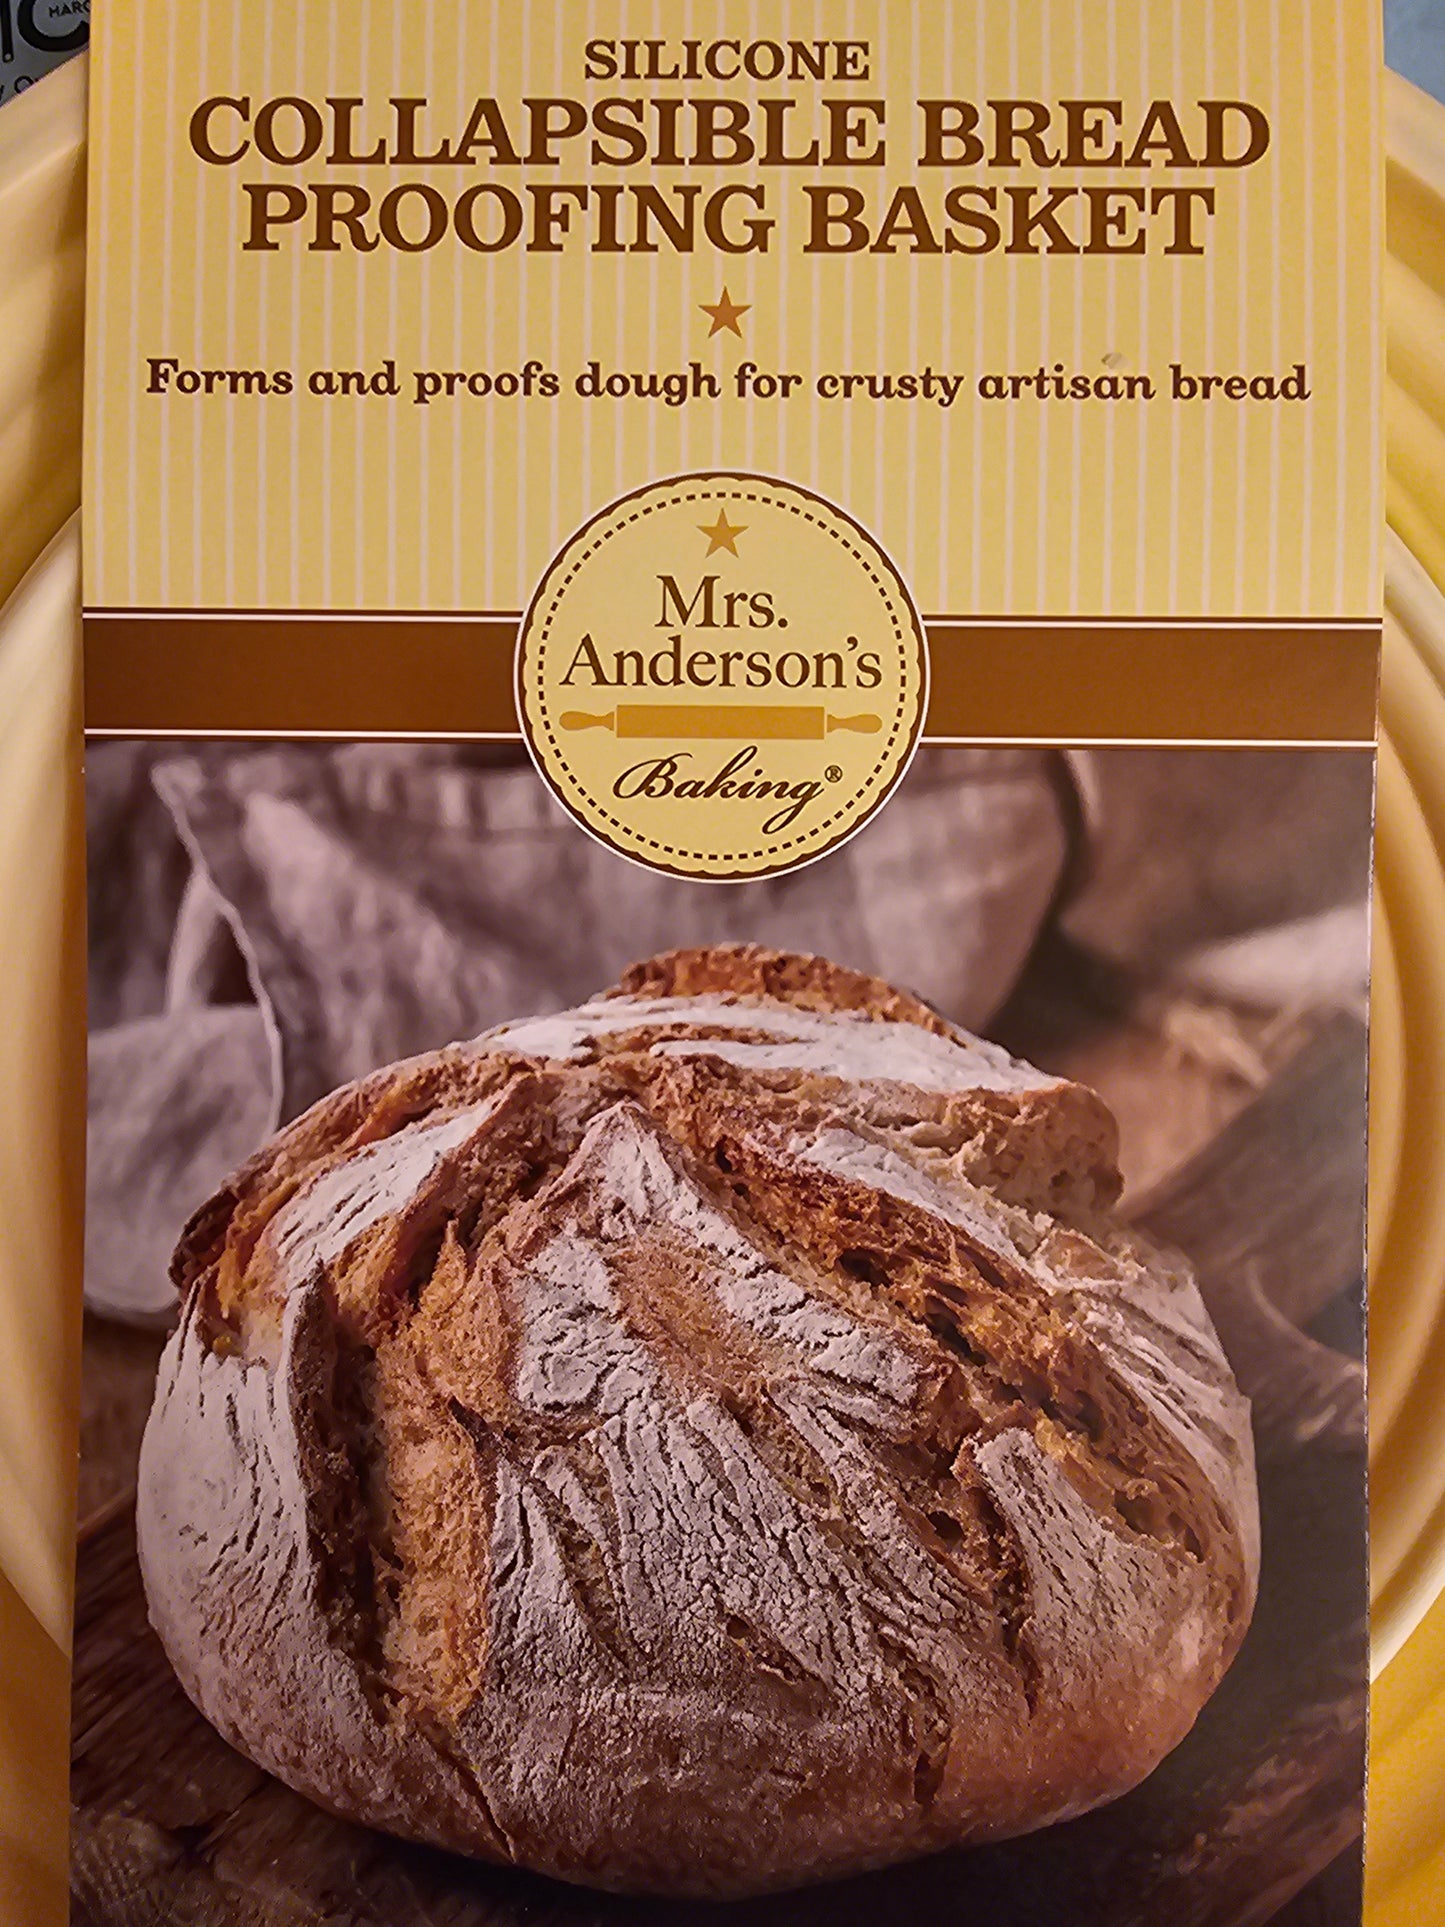 SILICONE
COLLAPSIBLE BREAD
PROOFING BASKET
Forms and proofs dough for crusty artisan bread
Mrs.
Anderson's
Baking®